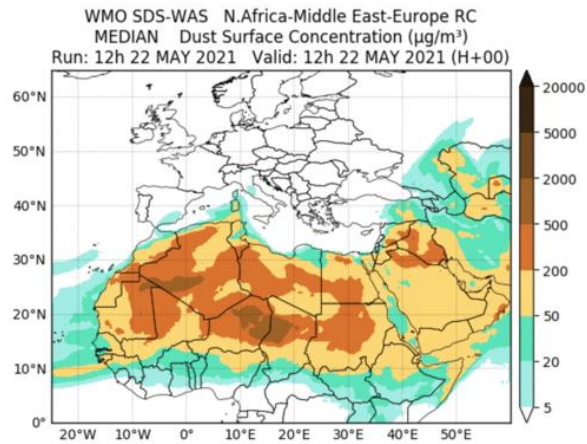 WMO SDS-WAS N.Africa-Middle East-Europe RC
MEDIAN Dust Surface Concentration (µg/m³)
Run: 12h 22 MAY 2021 Valid: 12h 22 MAY 2021 (H+00)
60°N
50°N
40°N
30°N
20°N
10°N
0°
20°W
10°W
0°
10°E
20°E
30°E
40°E
50°E
20000
5000
2000
500
200
50
20
5